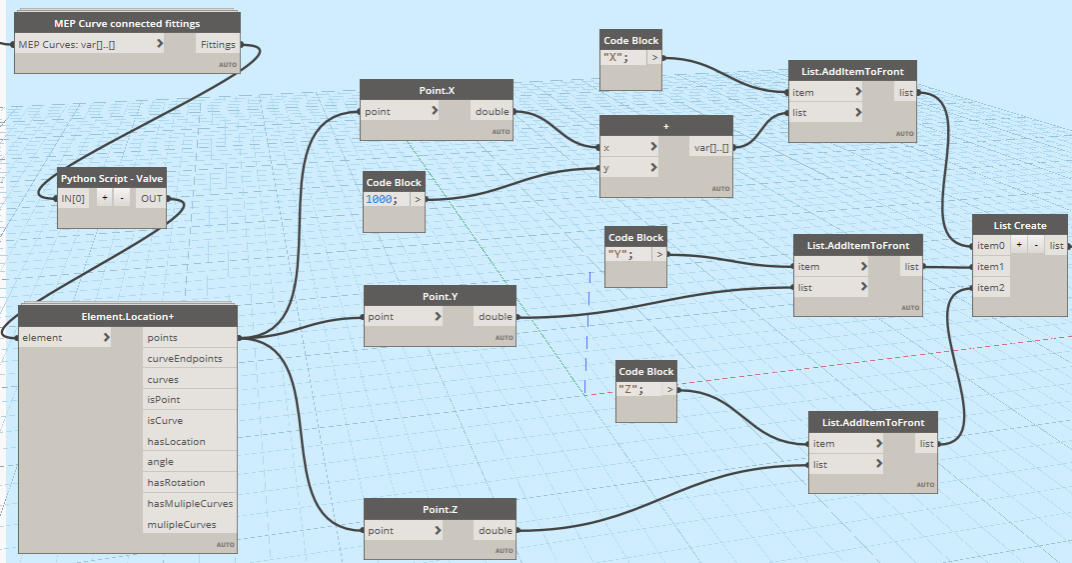 MEP Curve connected fittings
MEP Curves: var[]..[] > Fittings
AUTO
Python Script - Valve
IN[0] + - OUT
Element.Location+
element > points
curveEndpoints
curves
isPoint
isCurve
hasLocation
angle
hasRotation
hasMulipleCurves
mulipleCurves
AUTO
Point.X
point > double
AUTO
Code Block
1000; >
Point.Y
point > double
AUTO
Point.Z
point > double
AUTO
Code Block
"X"; >
+
x > var[]..[]
y >
AUTO
Code Block
"Y"; >
Code Block
"Z"; >
List.AddItemToFront
item > list
list >
AUTO
List.AddItemToFront
item > list
list >
AUTO
List.AddItemToFront
item > list
list >
AUTO
List Create
item0 + - list
item1
item2